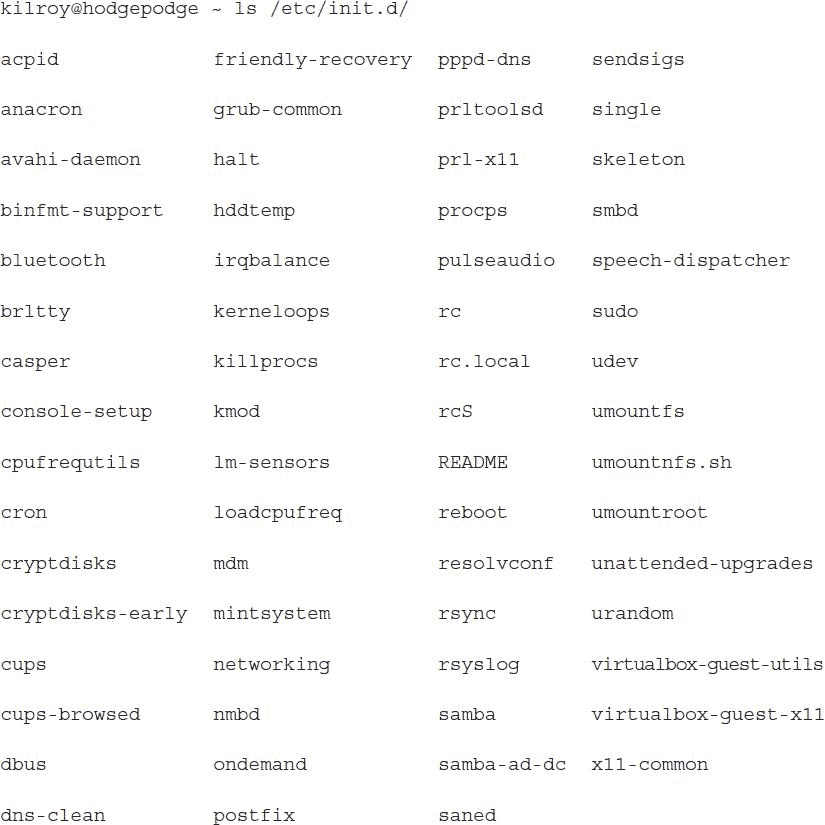 kilroy@hodgepodge ~ ls /etc/init.d/
acpid friendly-recovery pppd-dns sendsigs
anacron grub-common prltoolsd single
avahi-daemon halt prl-x11 skeleton
binfmt-support hddtemp procps smbd
bluetooth irqbalance pulseaudio speech-dispatcher
brltty kerneloops rc sudo
casper killprocs rc.local udev
console-setup kmod rcS umountfs
cpufrequtils lm-sensors README umountnfs.sh
cron loadcpufreq reboot umountroot
cryptdisks mdm resolvconf unattended-upgrades
cryptdisks-early mintsystem rsync urandom
cups networking rsyslog virtualbox-guest-utils
cups-browsed nmbd samba virtualbox-guest-x11
dbus ondemand samba-ad-dc x11-common
dns-clean postfix saned